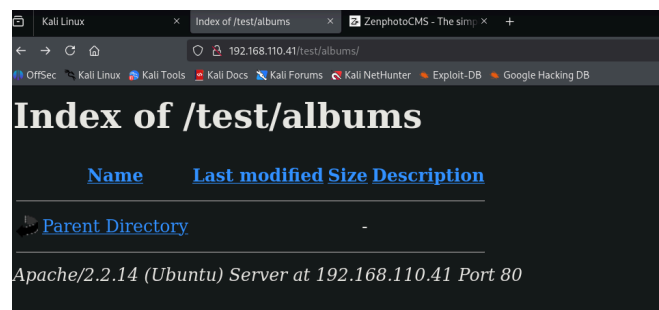 Kali Linux × Index of /test/albums × ZenphotoCMS - The simp × +
192.168.110.41/test/albums/
OffSec Kali Linux Kali Tools Kali Docs Kali Forums Kali NetHunter Exploit-DB Google Hacking DB
Index of /test/albums
Name Last modified Size Description
Parent Directory -
Apache/2.2.14 (Ubuntu) Server at 192.168.110.41 Port 80